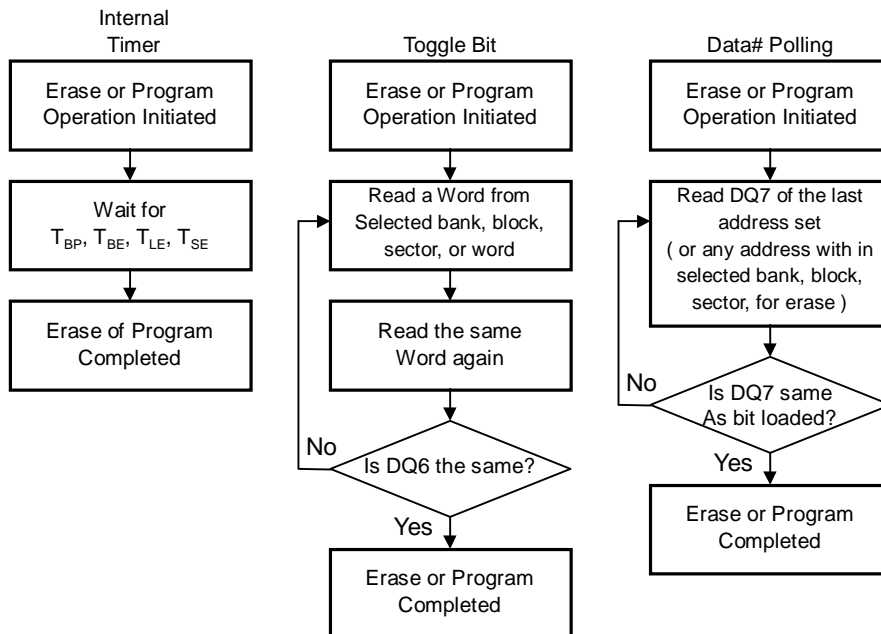 Internal
Timer
Erase or Program
Operation Initiated
Wait for
T_BP, T_BE, T_LE, T_SE
Erase of Program
Completed
Toggle Bit
Erase or Program
Operation Initiated
Read a Word from
Selected bank, block,
sector, or word
Read the same
Word again
No
Is DQ6 the same?
Yes
Erase or Program
Completed
Data# Polling
Erase or Program
Operation Initiated
Read DQ7 of the last
address set
( or any address with in
selected bank, block,
sector, for erase )
No
Is DQ7 same
As bit loaded?
Yes
Erase or Program
Completed